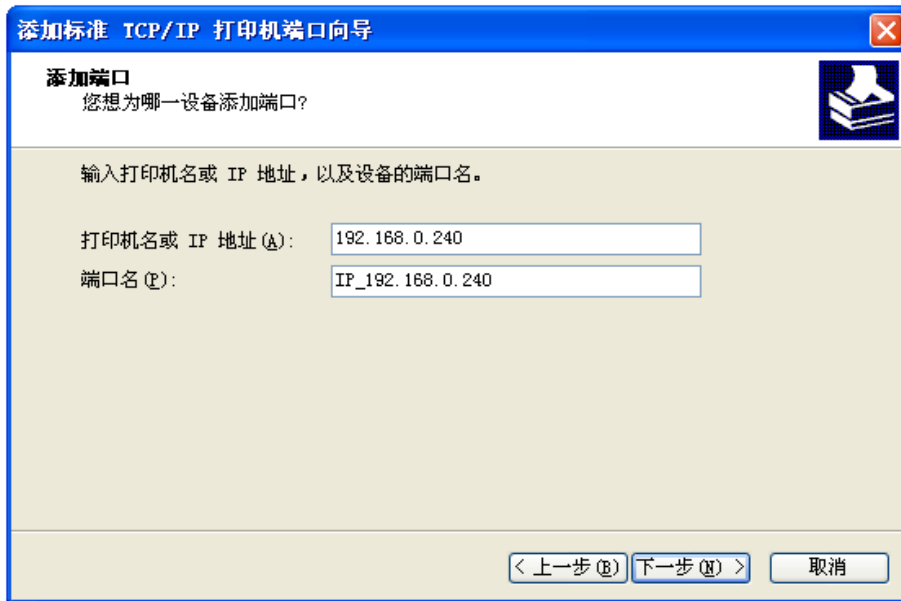 添加标准 TCP/IP 打印机端口向导
添加端口
您想为哪一设备添加端口?
输入打印机名或 IP 地址，以及设备的端口名。
打印机名或 IP 地址(A): 192.168.0.240
端口名(P): IP_192.168.0.240
< 上一步(B) 下一步(N) > 取消